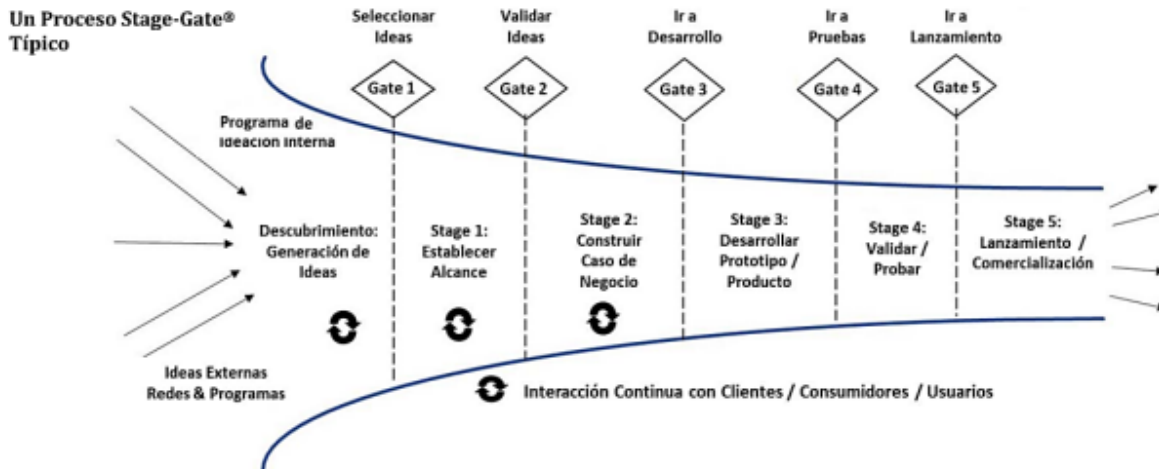 Un Proceso Stage-Gate®
Típico
Seleccionar
Ideas
Validar
Ideas
Ir a
Desarrollo
Ir a
Pruebas
Ir a
Lanzamiento
Gate 1
Gate 2
Gate 3
Gate 4
Gate 5
Programa de
Ideación Interna
Descubrimiento:
Generación de
Ideas
Stage 1:
Establecer
Alcance
Stage 2:
Construir
Caso de
Negocio
Stage 3:
Desarrollar
Prototipo /
Producto
Stage 4:
Validar /
Probar
Stage 5:
Lanzamiento /
Comercialización
Ideas Externas
Redes & Programas
Interacción Continua con Clientes / Consumidores / Usuarios